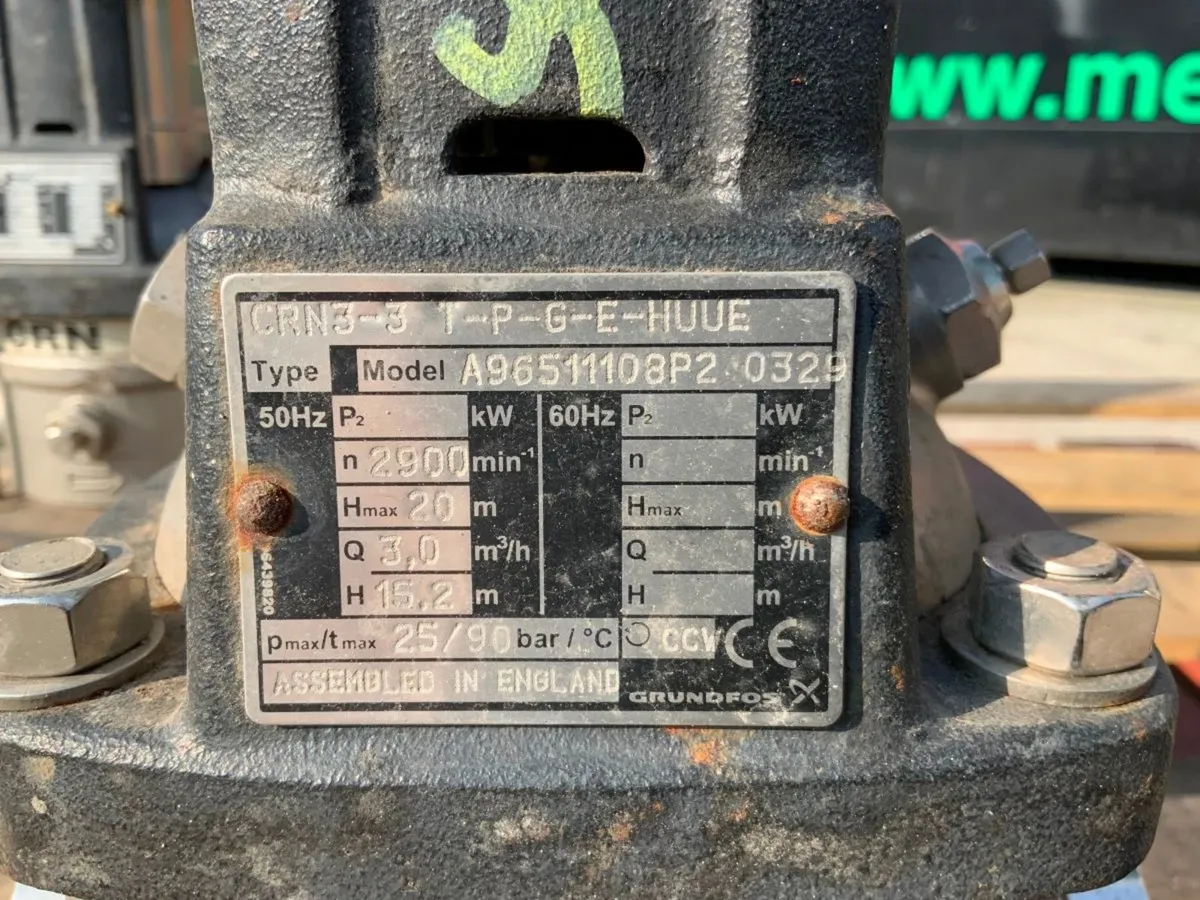 www.me
CRN
CRN3-3 T-P-G-E-HUUE
Type Model A96511108P2 0329
50Hz P2 kW 60Hz P2 kW
n 2900 min-1 n min-1
Hmax 20 m Hmax m
Q 3,0 m³/h Q m³/h
H 15.2 m H m
pmax/tmax 25/90 bar / °C CCW CE
ASSEMBLED IN ENGLAND GRUNDFOS